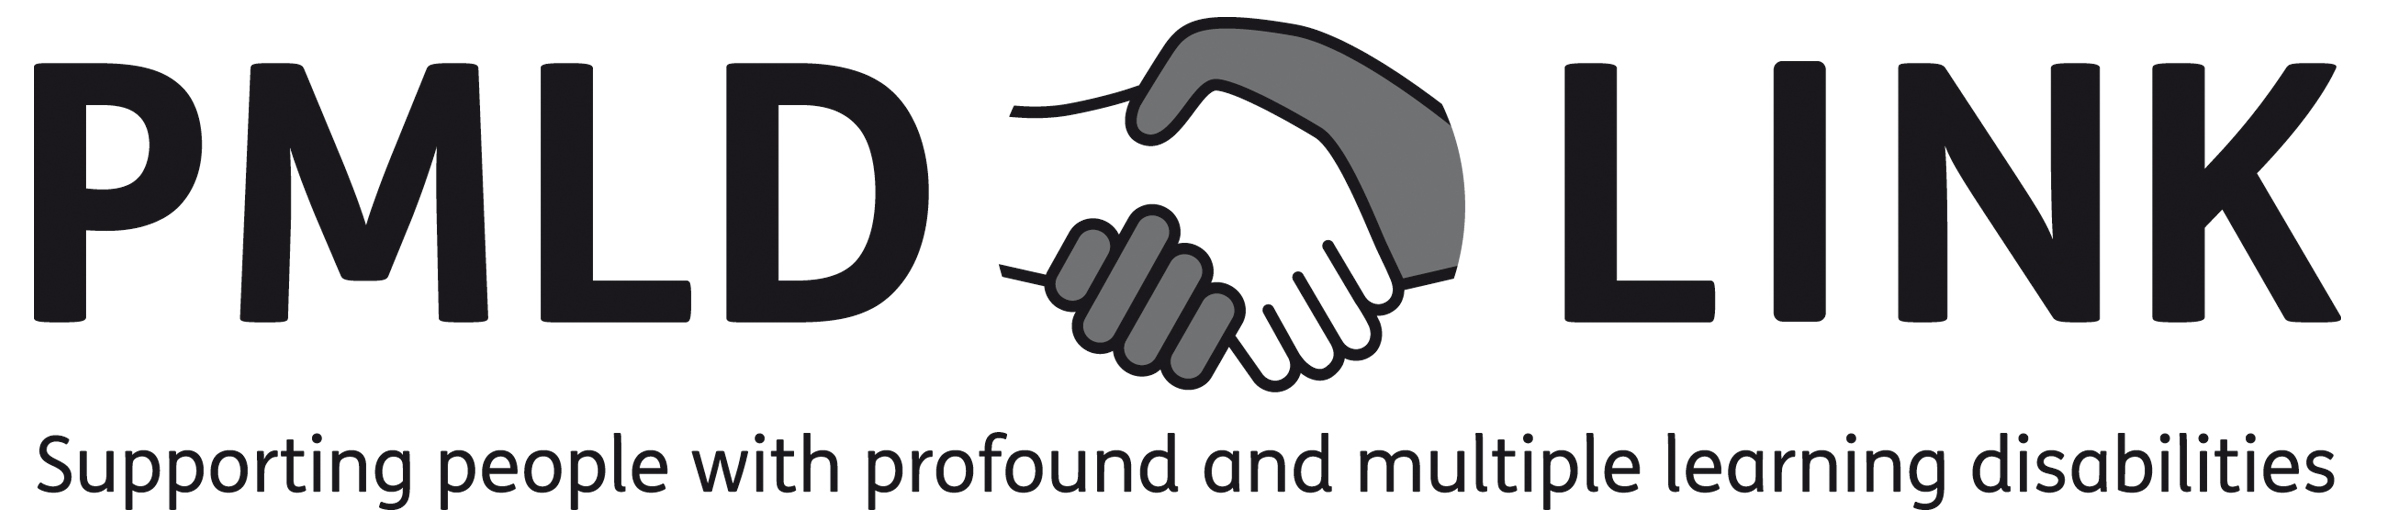 PMLD LINK
Supporting people with profound and multiple learning disabilities